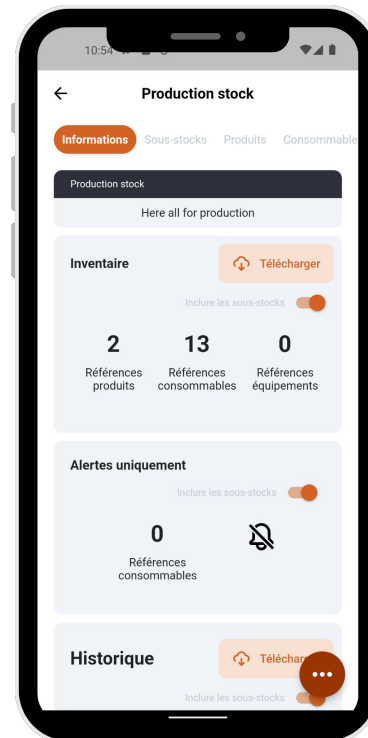 10:54
Production stock
Informations Sous-stocks Produits Consommable
Production stock
Here all for production
Inventaire
Télécharger
Inclure les sous-stocks
2 13 0
Références Références Références
produits consommables équipements
Alertes uniquement
Inclure les sous-stocks
0
Références
consommables
Historique
Téléchar
Inclure les sous-stocks